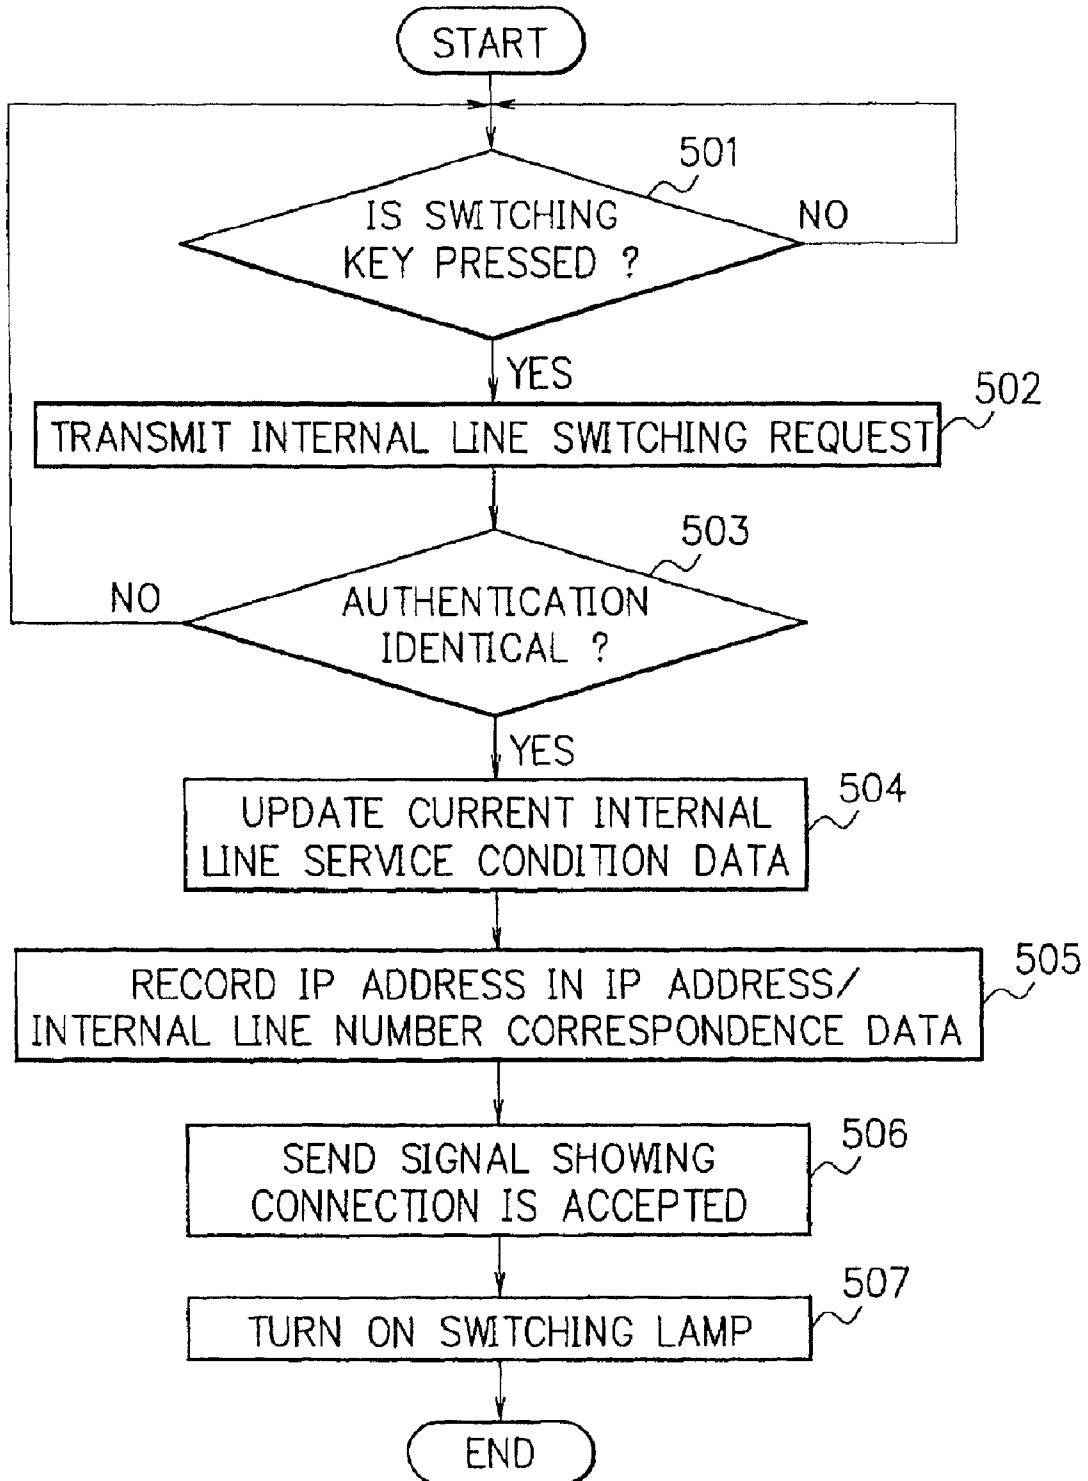 START
501
IS SWITCHING
KEY PRESSED ?
NO
YES
502
TRANSMIT INTERNAL LINE SWITCHING REQUEST
503
NO
AUTHENTICATION
IDENTICAL ?
YES
504
UPDATE CURRENT INTERNAL
LINE SERVICE CONDITION DATA
505
RECORD IP ADDRESS IN IP ADDRESS/
INTERNAL LINE NUMBER CORRESPONDENCE DATA
506
SEND SIGNAL SHOWING
CONNECTION IS ACCEPTED
507
TURN ON SWITCHING LAMP
END